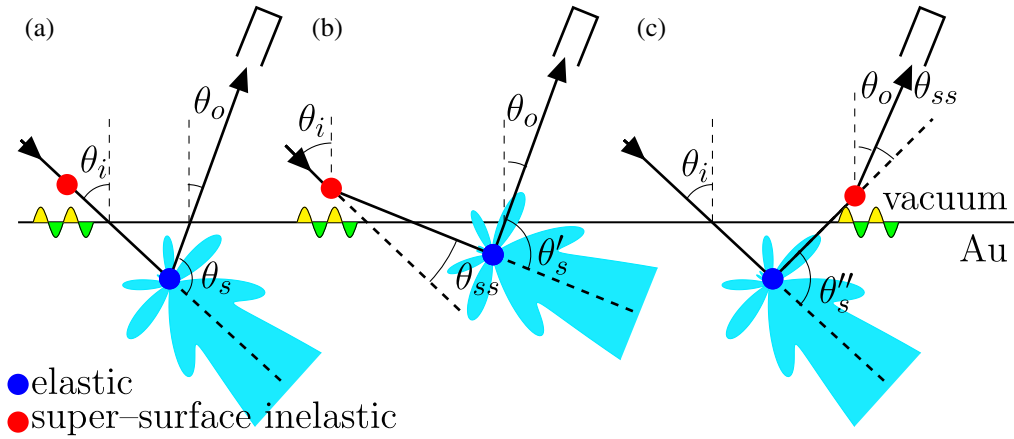 (a)
(b)
(c)
θo
θo
θo θss
θi
θi
θi
vacuum
Au
θs
θss
θ′s
θ″s
elastic
super–surface inelastic